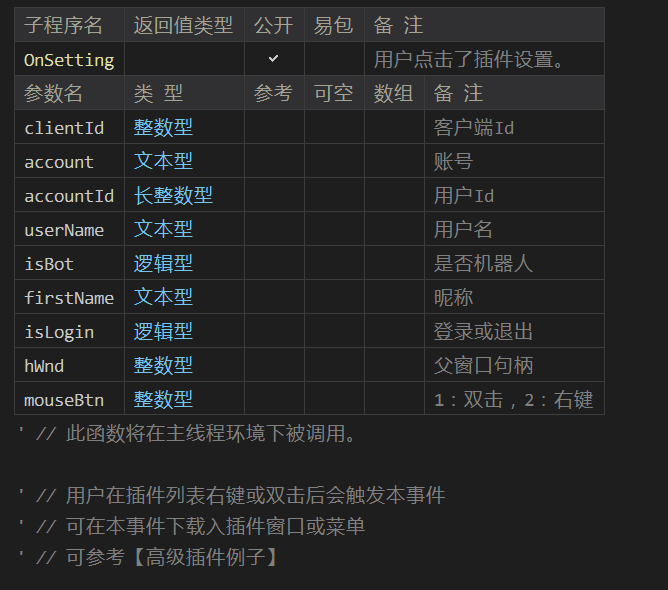 子程序名 返回值类型 公开 易包 备 注
OnSetting ✓ 用户点击了插件设置。
参数名 类 型 参考 可空 数组 备 注
clientId 整数型 客户端Id
account 文本型 账号
accountId 长整数型 用户Id
userName 文本型 用户名
isBot 逻辑型 是否机器人
firstName 文本型 昵称
isLogin 逻辑型 登录或退出
hWnd 整数型 父窗口句柄
mouseBtn 整数型 1：双击，2：右键
' // 此函数将在主线程环境下被调用。
' // 用户在插件列表右键或双击后会触发本事件
' // 可在本事件下载入插件窗口或菜单
' // 可参考【高级插件例子】